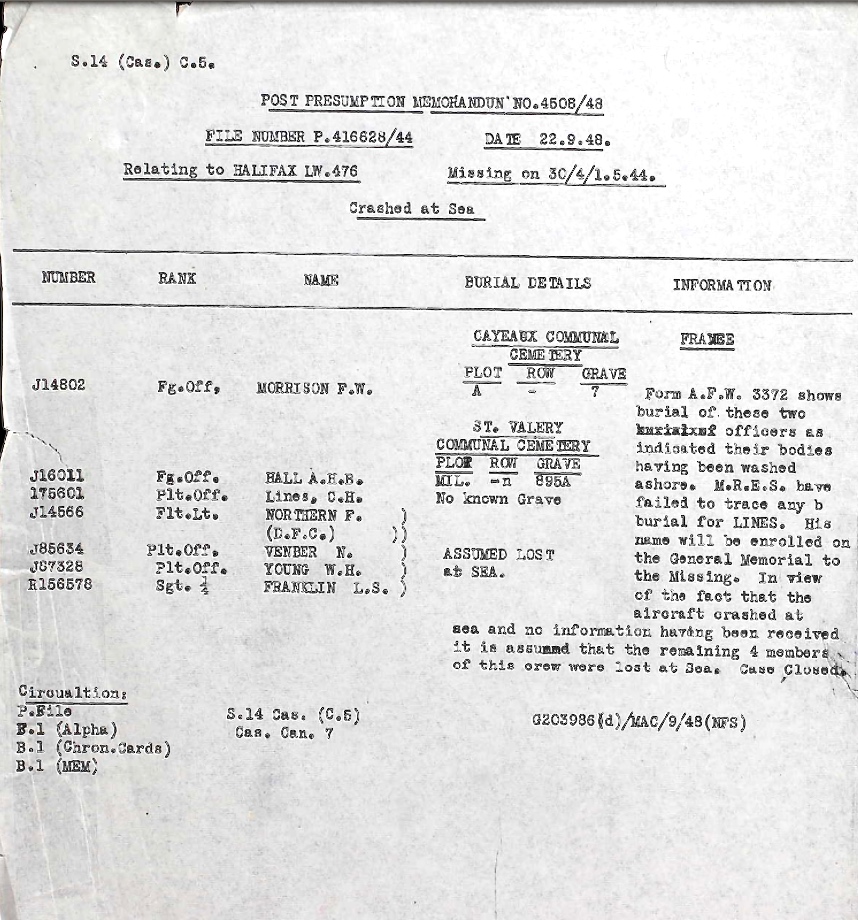 S.14 (Cas.) C.5.
POST PRESUMPTION MEMORANDUN NO.4508/48
FILE NUMBER P.416628/44 DATE 22.9.48.
Relating to HALIFAX LW.476 Missing on 30/4/1.5.44.
Crashed at Sea
NUMBER RANK NAME BURIAL DETAILS INFORMATION
CAYEAUX COMMUNAL
CEMETERY
FRANCE
PLOT ROW GRAVE
J14802 Fg.Off, MORRISON F.W. A - 7
ST. VALERY
COMMUNAL CEMETERY
PLOT ROW GRAVE
J16011 Fg.Off. HALL A.H.B. MIL. -n 895A
175601 Plt.Off. Lines, C.H. No known Grave
J14566 Flt.Lt. NORTHERN F. )
(D.F.C.) ))
J85634 Plt.Off. VENBER N. )
J87328 Plt.Off. YOUNG W.H. )
R156578 Sgt. ½ FRANKLIN L.S. )
ASSUMED LOST
at SEA.
Form A.F.W. 3372 shows
burial of these two
officers as
indicated their bodies
having been washed
ashore. M.R.E.S. have
failed to trace any b
burial for LINES. His
name will be enrolled on
the General Memorial to
the Missing. In view
of the fact that the
aircraft crashed at
sea and no information having been received
it is assumed that the remaining 4 members
of this crew were lost at Sea. Case Closed.
Circualtion:
P.File
F.1 (Alpha)
B.1 (Chron.Cards)
B.1 (MEM)
S.14 Cas. (C.5)
Cas. Can. 7
G203986(d)/MAC/9/48(NFS)